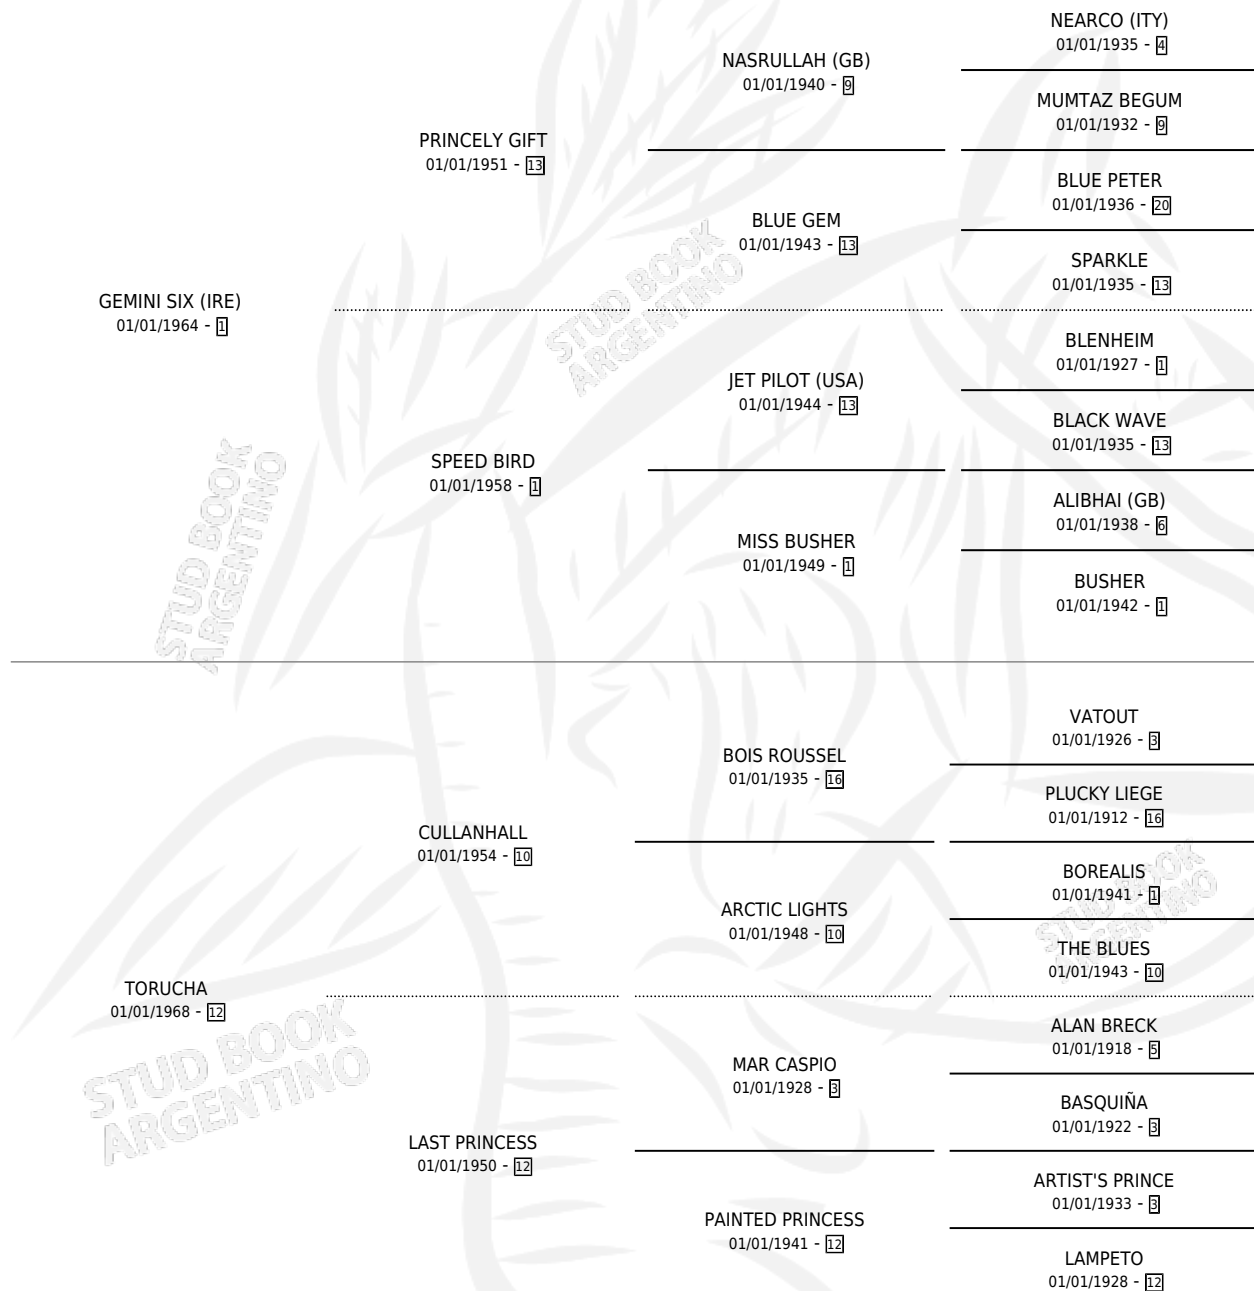 NEARCO (ITY)
01/01/1935 - 4
NASRULLAH (GB)
01/01/1940 - 9
MUMTAZ BEGUM
01/01/1932 - 9
PRINCELY GIFT
01/01/1951 - 13
BLUE PETER
01/01/1936 - 20
BLUE GEM
01/01/1943 - 13
SPARKLE
01/01/1935 - 13
GEMINI SIX (IRE)
01/01/1964 - 1
STUD BOOK
ARGENTINO
BLENHEIM
01/01/1927 - 1
JET PILOT (USA)
01/01/1944 - 13
BLACK WAVE
01/01/1935 - 13
SPEED BIRD
01/01/1958 - 1
ALIBHAI (GB)
01/01/1938 - 6
MISS BUSHER
01/01/1949 - 1
BUSHER
01/01/1942 - 1
STUD BOOK
ARGENTINO
VATOUT
01/01/1926 - 3
BOIS ROUSSEL
01/01/1935 - 16
PLUCKY LIEGE
01/01/1912 - 16
CULLANHALL
01/01/1954 - 10
BOREALIS
01/01/1941 - 1
ARCTIC LIGHTS
01/01/1948 - 10
STUD BOOK
ARGENTINO
THE BLUES
01/01/1943 - 10
TORUCHA
01/01/1968 - 12
STUD BOOK
ARGENTINO
ALAN BRECK
01/01/1918 - 5
MAR CASPIO
01/01/1928 - 3
BASQUIÑA
01/01/1922 - 3
LAST PRINCESS
01/01/1950 - 12
ARTIST'S PRINCE
01/01/1933 - 3
PAINTED PRINCESS
01/01/1941 - 12
LAMPETO
01/01/1928 - 12